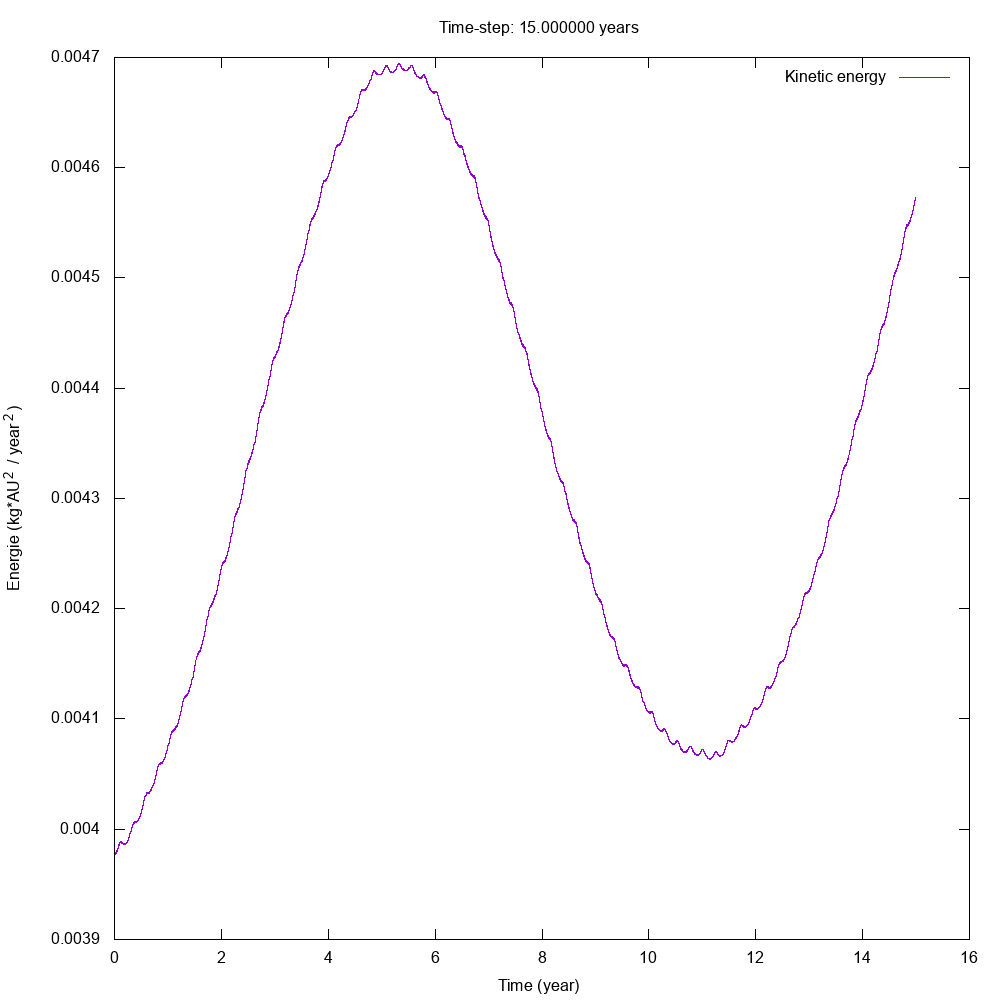 Time-step: 15.000000 years
Kinetic energy
0.0047
0.0046
0.0045
0.0044
0.0043
0.0042
0.0041
0.004
0.0039
Energie (kg*AU² / year²)
0 2 4 6 8 10 12 14 16
Time (year)